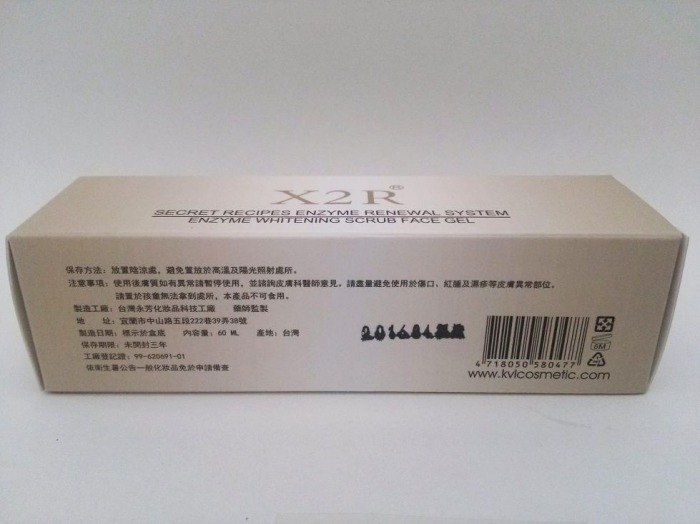 X2R®
SECRET RECIPES ENZYME RENEWAL SYSTEM
ENZYME WHITENING SCRUB FACE GEL
保存方法：放置陰涼處，避免置放於高溫及陽光照射處所。
注意事項：使用後膚質如有異常請暫停使用，並諮詢皮膚科醫師意見。請盡量避免使用於傷口、紅腫及濕疹等皮膚異常部位。
請置於孩童無法拿到處所，本產品不可食用。
製造工廠：台灣永芳化妝品科技工廠 藥師監製
地 址：宜蘭市中山路五段222巷39弄38號
製造日期：標示於盒底 內容量：60 ML 產地：台灣
保存期限：未開封三年
工廠登記證：99-620691-01
依衛生署公告一般化妝品免於申請備查
201604
6M
4 718050 580477
www.kvlcosmetic.com